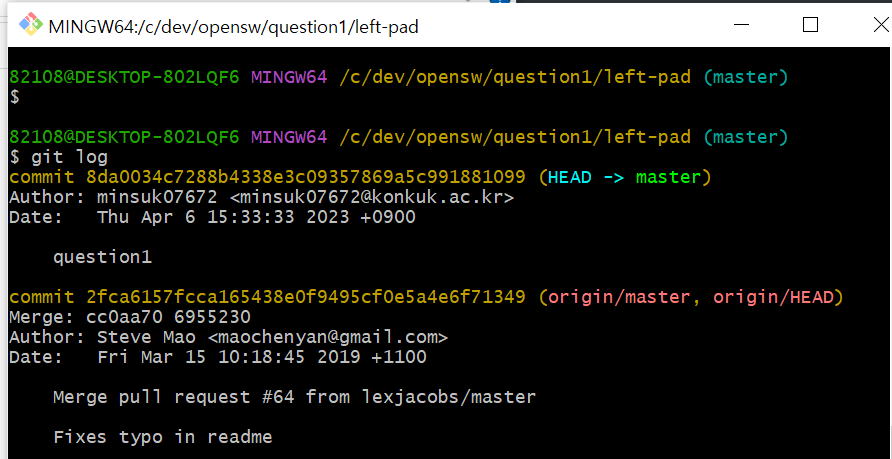 MINGW64:/c/dev/opensw/question1/left-pad
82108@DESKTOP-802LQF6 MINGW64 /c/dev/opensw/question1/left-pad (master)
$
82108@DESKTOP-802LQF6 MINGW64 /c/dev/opensw/question1/left-pad (master)
$ git log
commit 8da0034c7288b4338e3c09357869a5c991881099 (HEAD -> master)
Author: minsuk07672 <minsuk07672@konkuk.ac.kr>
Date:   Thu Apr 6 15:33:33 2023 +0900
question1
commit 2fca6157fcca165438e0f9495cf0e5a4e6f71349 (origin/master, origin/HEAD)
Merge: cc0aa70 6955230
Author: Steve Mao <maochenyan@gmail.com>
Date:   Fri Mar 15 10:18:45 2019 +1100
Merge pull request #64 from lexjacobs/master
Fixes typo in readme